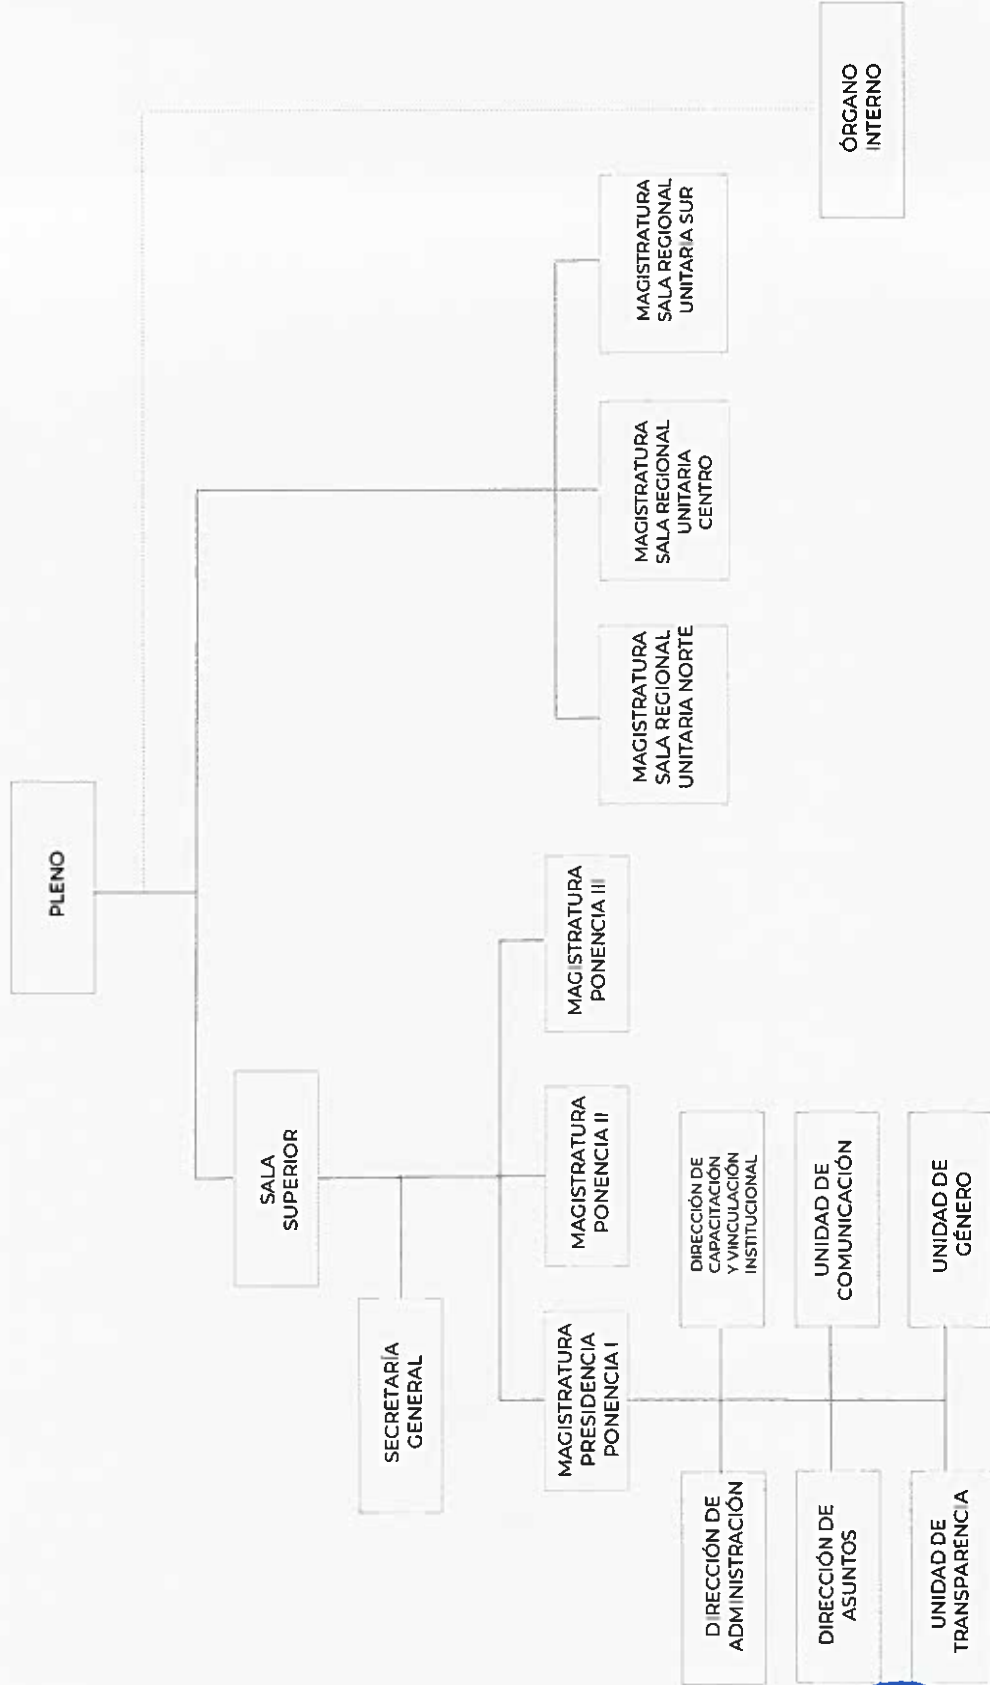 PLENO
SALA
SUPERIOR
SECRETARÍA
GENERAL
MAGISTRATURA
PRESIDENCIA
PONENCIA I
MAGISTRATURA
PONENCIA II
MAGISTRATURA
PONENCIA III
MAGISTRATURA
SALA REGIONAL
UNITARIA NORTE
MAGISTRATURA
SALA REGIONAL
UNITARIA
CENTRO
MAGISTRATURA
SALA REGIONAL
UNITARIA SUR
DIRECCIÓN DE
ADMINISTRACIÓN
DIRECCIÓN DE
CAPACITACIÓN
Y VINCULACIÓN
INSTITUCIONAL
DIRECCIÓN DE
ASUNTOS
UNIDAD DE
COMUNICACIÓN
UNIDAD DE
TRANSPARENCIA
UNIDAD DE
GÉNERO
ÓRGANO
INTERNO